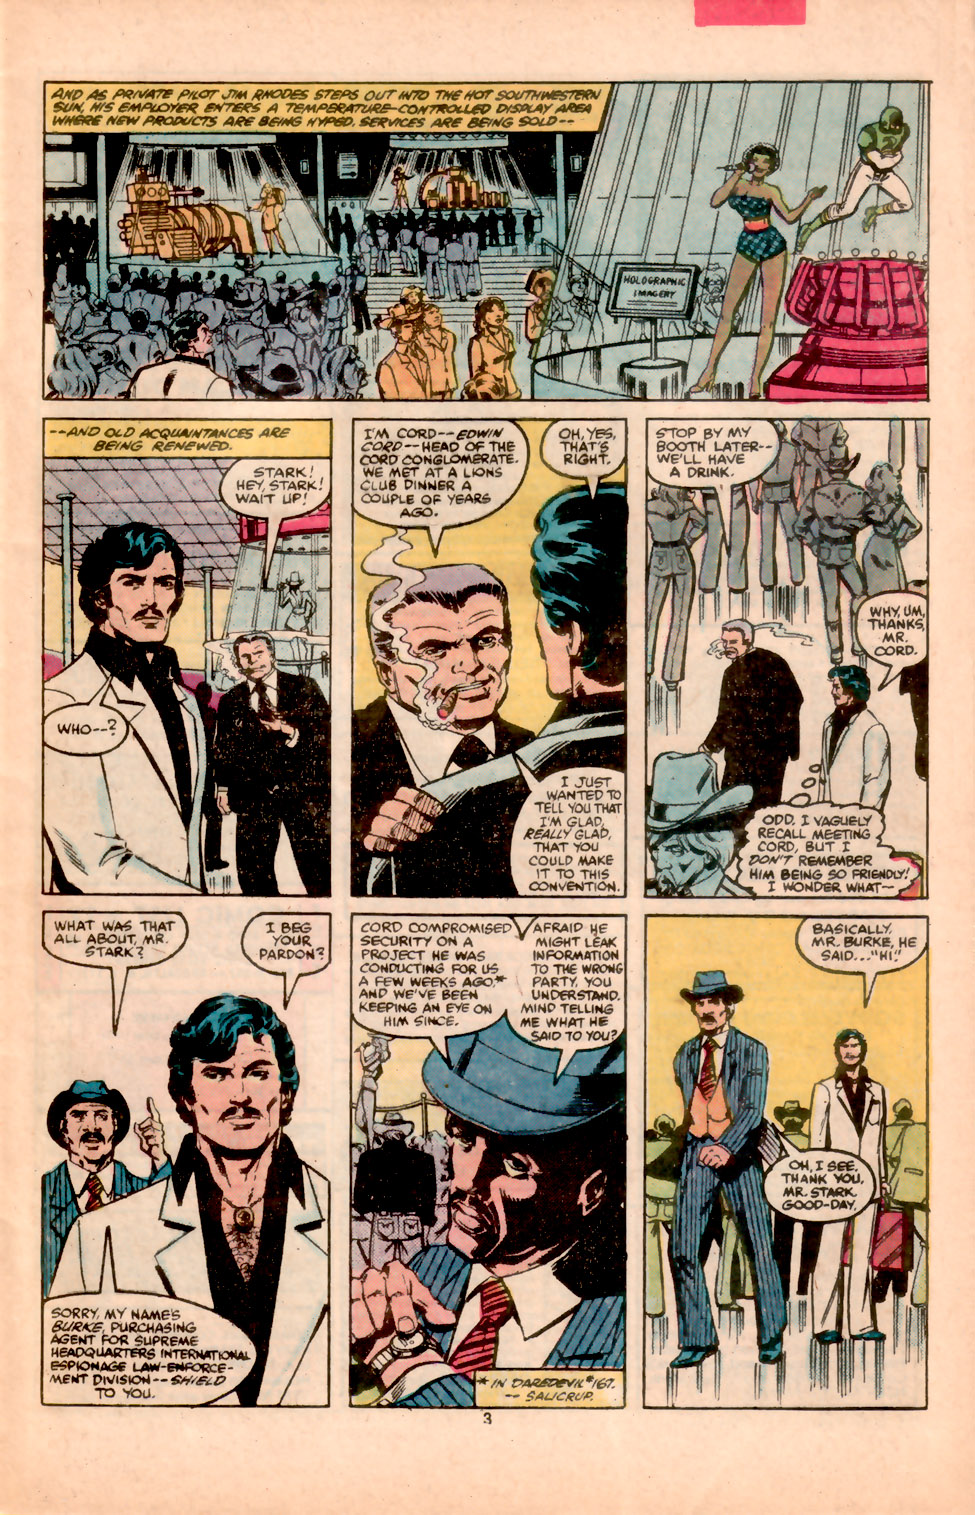 AND AS PRIVATE PILOT JIM RHODES STEPS OUT INTO THE HOT SOUTHWESTERN
SUN, HIS EMPLOYER ENTERS A TEMPERATURE-CONTROLLED DISPLAY AREA
WHERE NEW PRODUCTS ARE BEING HYPED, SERVICES ARE BEING SOLD--
HOLOGRAPHIC
IMAGERY
--AND OLD ACQUAINTANCES ARE
BEING RENEWED.
STARK!
HEY, STARK!
WAIT UP!
WHO--?
I'M CORD--EDWIN
CORD--HEAD OF THE
CORD CONGLOMERATE.
WE MET AT A LIONS
CLUB DINNER A
COUPLE OF YEARS
AGO.
OH, YES,
THAT'S
RIGHT.
I JUST
WANTED TO
TELL YOU THAT
I'M GLAD,
REALLY GLAD,
THAT YOU
COULD MAKE
IT TO THIS
CONVENTION.
STOP BY MY
BOOTH LATER--
WE'LL HAVE
A DRINK.
WHY, UM,
THANKS,
MR.
CORD.
ODD. I VAGUELY
RECALL MEETING
CORD, BUT I
DON'T REMEMBER
HIM BEING SO FRIENDLY!
I WONDER WHAT--
WHAT WAS THAT
ALL ABOUT, MR.
STARK?
I BEG
YOUR
PARDON?
SORRY, MY NAME'S
BURKE, PURCHASING
AGENT FOR SUPREME
HEADQUARTERS INTERNATIONAL
ESPIONAGE LAW-ENFORCE-
MENT DIVISION--SHIELD
TO YOU.
CORD COMPROMISED
SECURITY ON A
PROJECT HE WAS
CONDUCTING FOR US
A FEW WEEKS AGO,*
AND WE'VE BEEN
KEEPING AN EYE ON
HIM SINCE.
AFRAID HE
MIGHT LEAK
INFORMATION
TO THE WRONG
PARTY, YOU
UNDERSTAND.
MIND TELLING
ME WHAT HE
SAID TO YOU?
*IN DAREDEVIL #167.
--SALICRUP.
BASICALLY,
MR. BURKE, HE
SAID..."HI."
OH, I SEE.
THANK YOU,
MR. STARK.
GOOD-DAY.
3